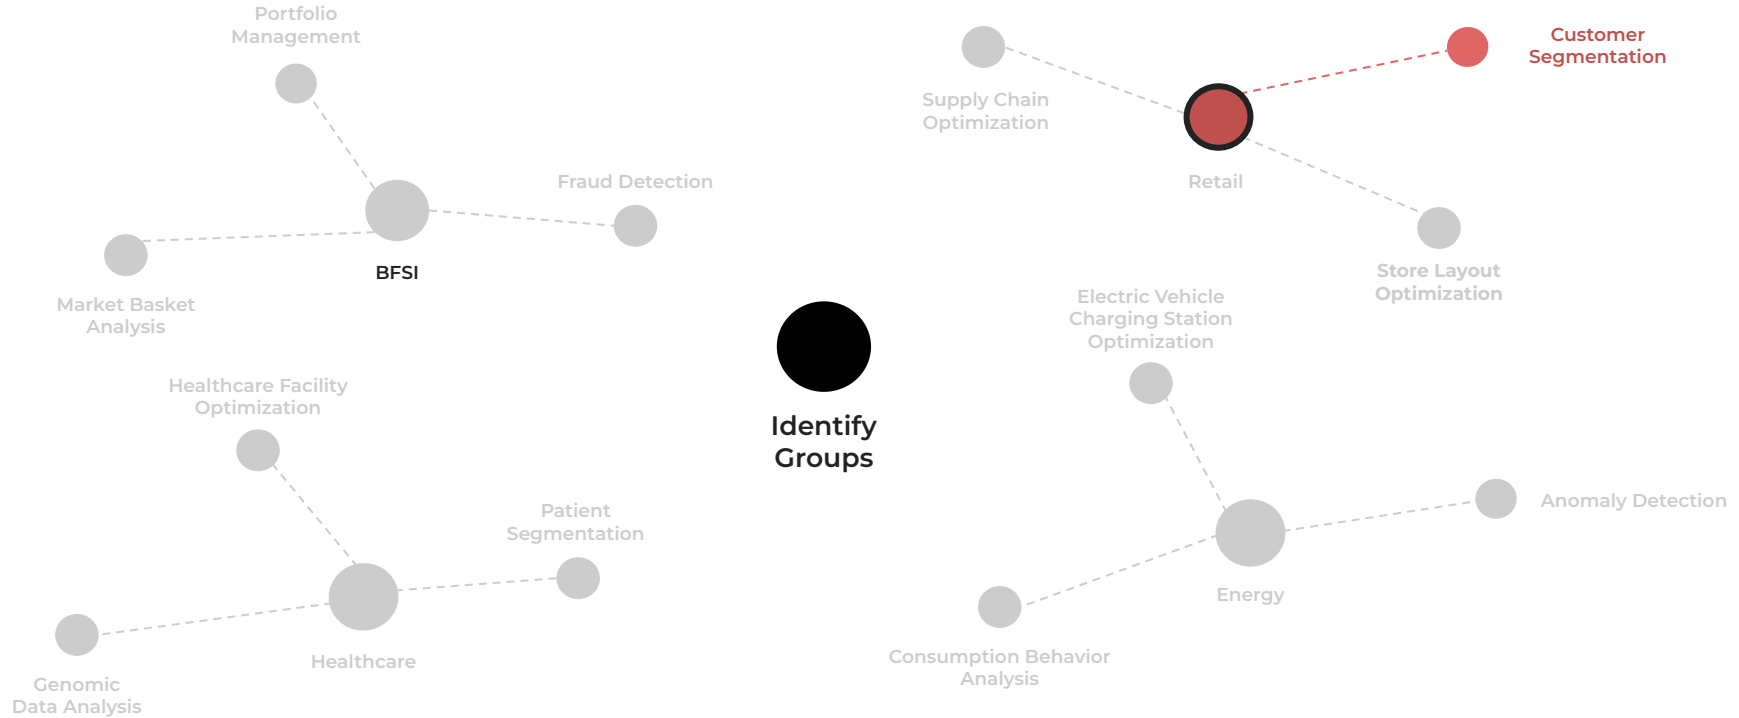 Portfolio
Management
Fraud Detection
BFSI
Market Basket
Analysis
Customer
Segmentation
Supply Chain
Optimization
Retail
Store Layout
Optimization
Identify
Groups
Healthcare Facility
Optimization
Patient
Segmentation
Healthcare
Genomic
Data Analysis
Electric Vehicle
Charging Station
Optimization
Anomaly Detection
Energy
Consumption Behavior
Analysis